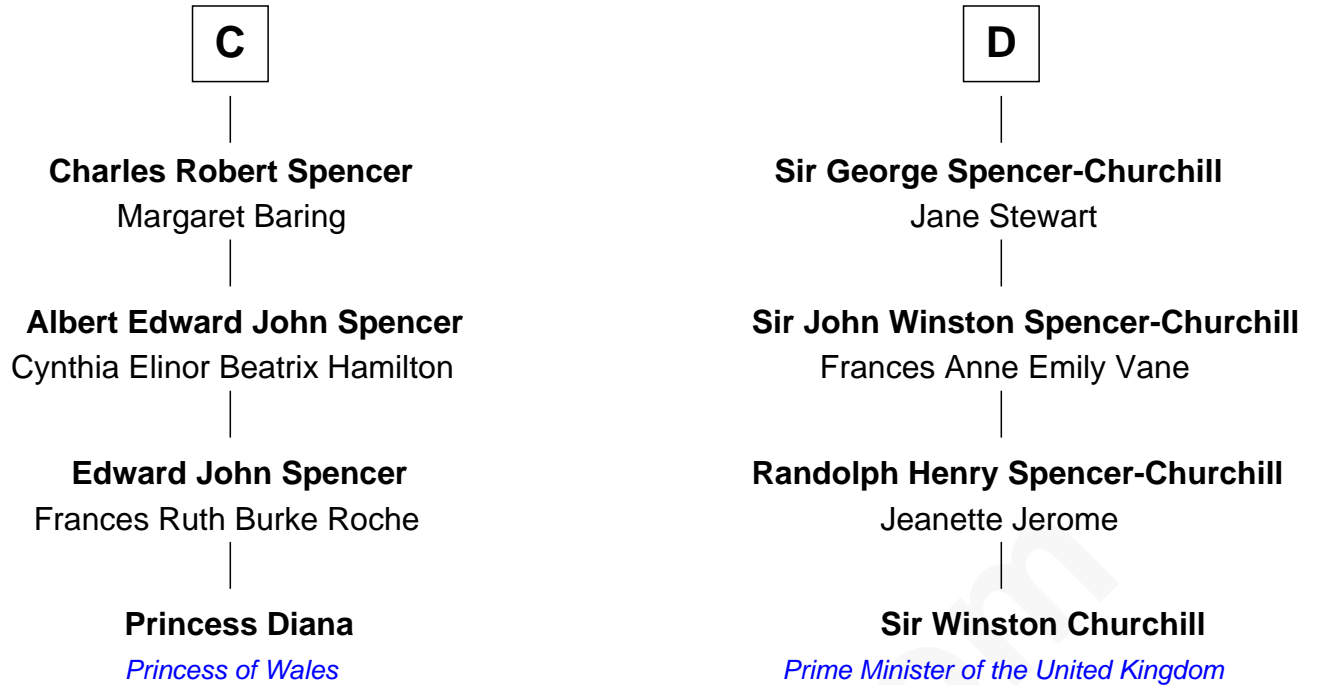 C
Charles Robert Spencer
Margaret Baring
Albert Edward John Spencer
Cynthia Elinor Beatrix Hamilton
Edward John Spencer
Frances Ruth Burke Roche
Princess Diana
Princess of Wales
D
Sir George Spencer-Churchill
Jane Stewart
Sir John Winston Spencer-Churchill
Frances Anne Emily Vane
Randolph Henry Spencer-Churchill
Jeanette Jerome
Sir Winston Churchill
Prime Minister of the United Kingdom